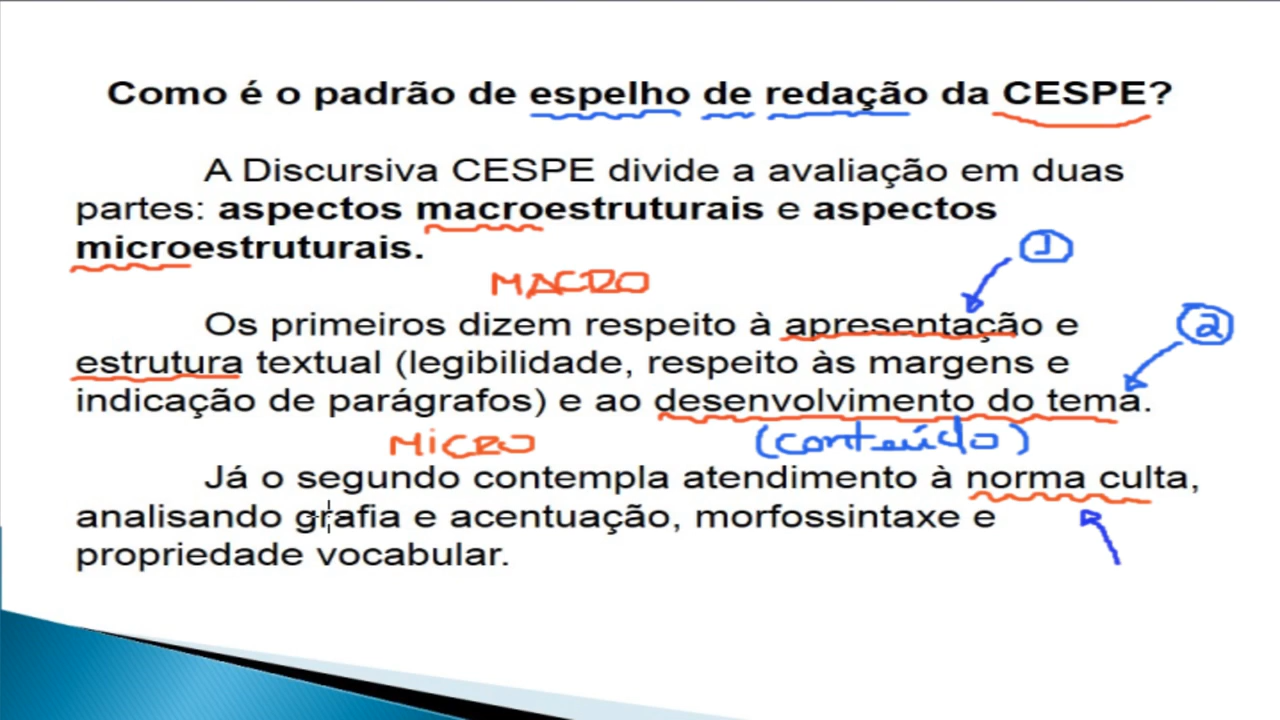 Como é o padrão de espelho de redação da CESPE?
A Discursiva CESPE divide a avaliação em duas
partes: aspectos macroestruturais e aspectos
microestruturais.
1
MACRO
Os primeiros dizem respeito à apresentação e
2
estrutura textual (legibilidade, respeito às margens e
indicação de parágrafos) e ao desenvolvimento do tema.
MiCRO (conteúdo)
Já o segundo contempla atendimento à norma culta,
analisando grafia e acentuação, morfossintaxe e
propriedade vocabular.